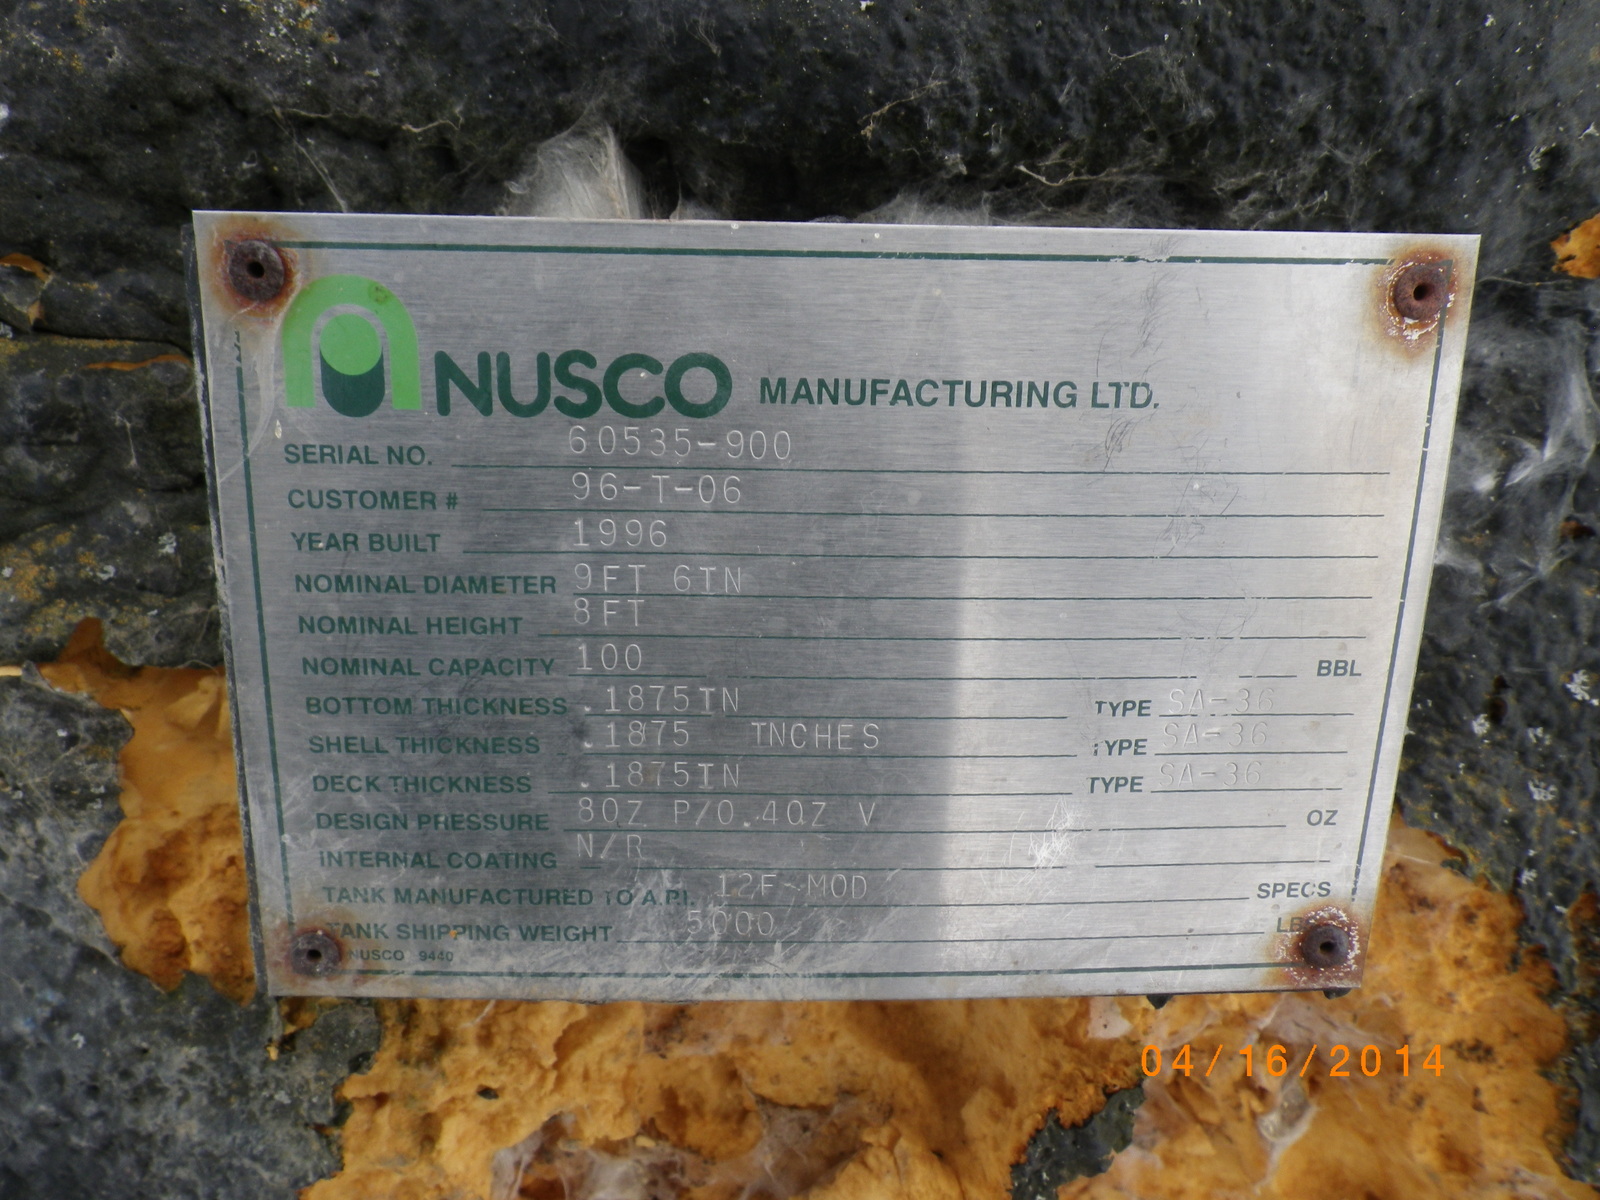 NUSCO MANUFACTURING LTD.
SERIAL NO. 60535-900
CUSTOMER # 96-T-06
YEAR BUILT 1996
NOMINAL DIAMETER 9FT 6IN
NOMINAL HEIGHT 8FT
NOMINAL CAPACITY 100 BBL
BOTTOM THICKNESS .1875IN TYPE SA-36
SHELL THICKNESS .1875 INCHES TYPE SA-36
DECK THICKNESS .1875IN TYPE SA-36
DESIGN PRESSURE 8OZ P/0.4OZ V OZ
INTERNAL COATING N/R
TANK MANUFACTURED TO A.P.I. 12F-MOD SPECS
TANK SHIPPING WEIGHT 5000
NUSCO 9440
04/16/2014